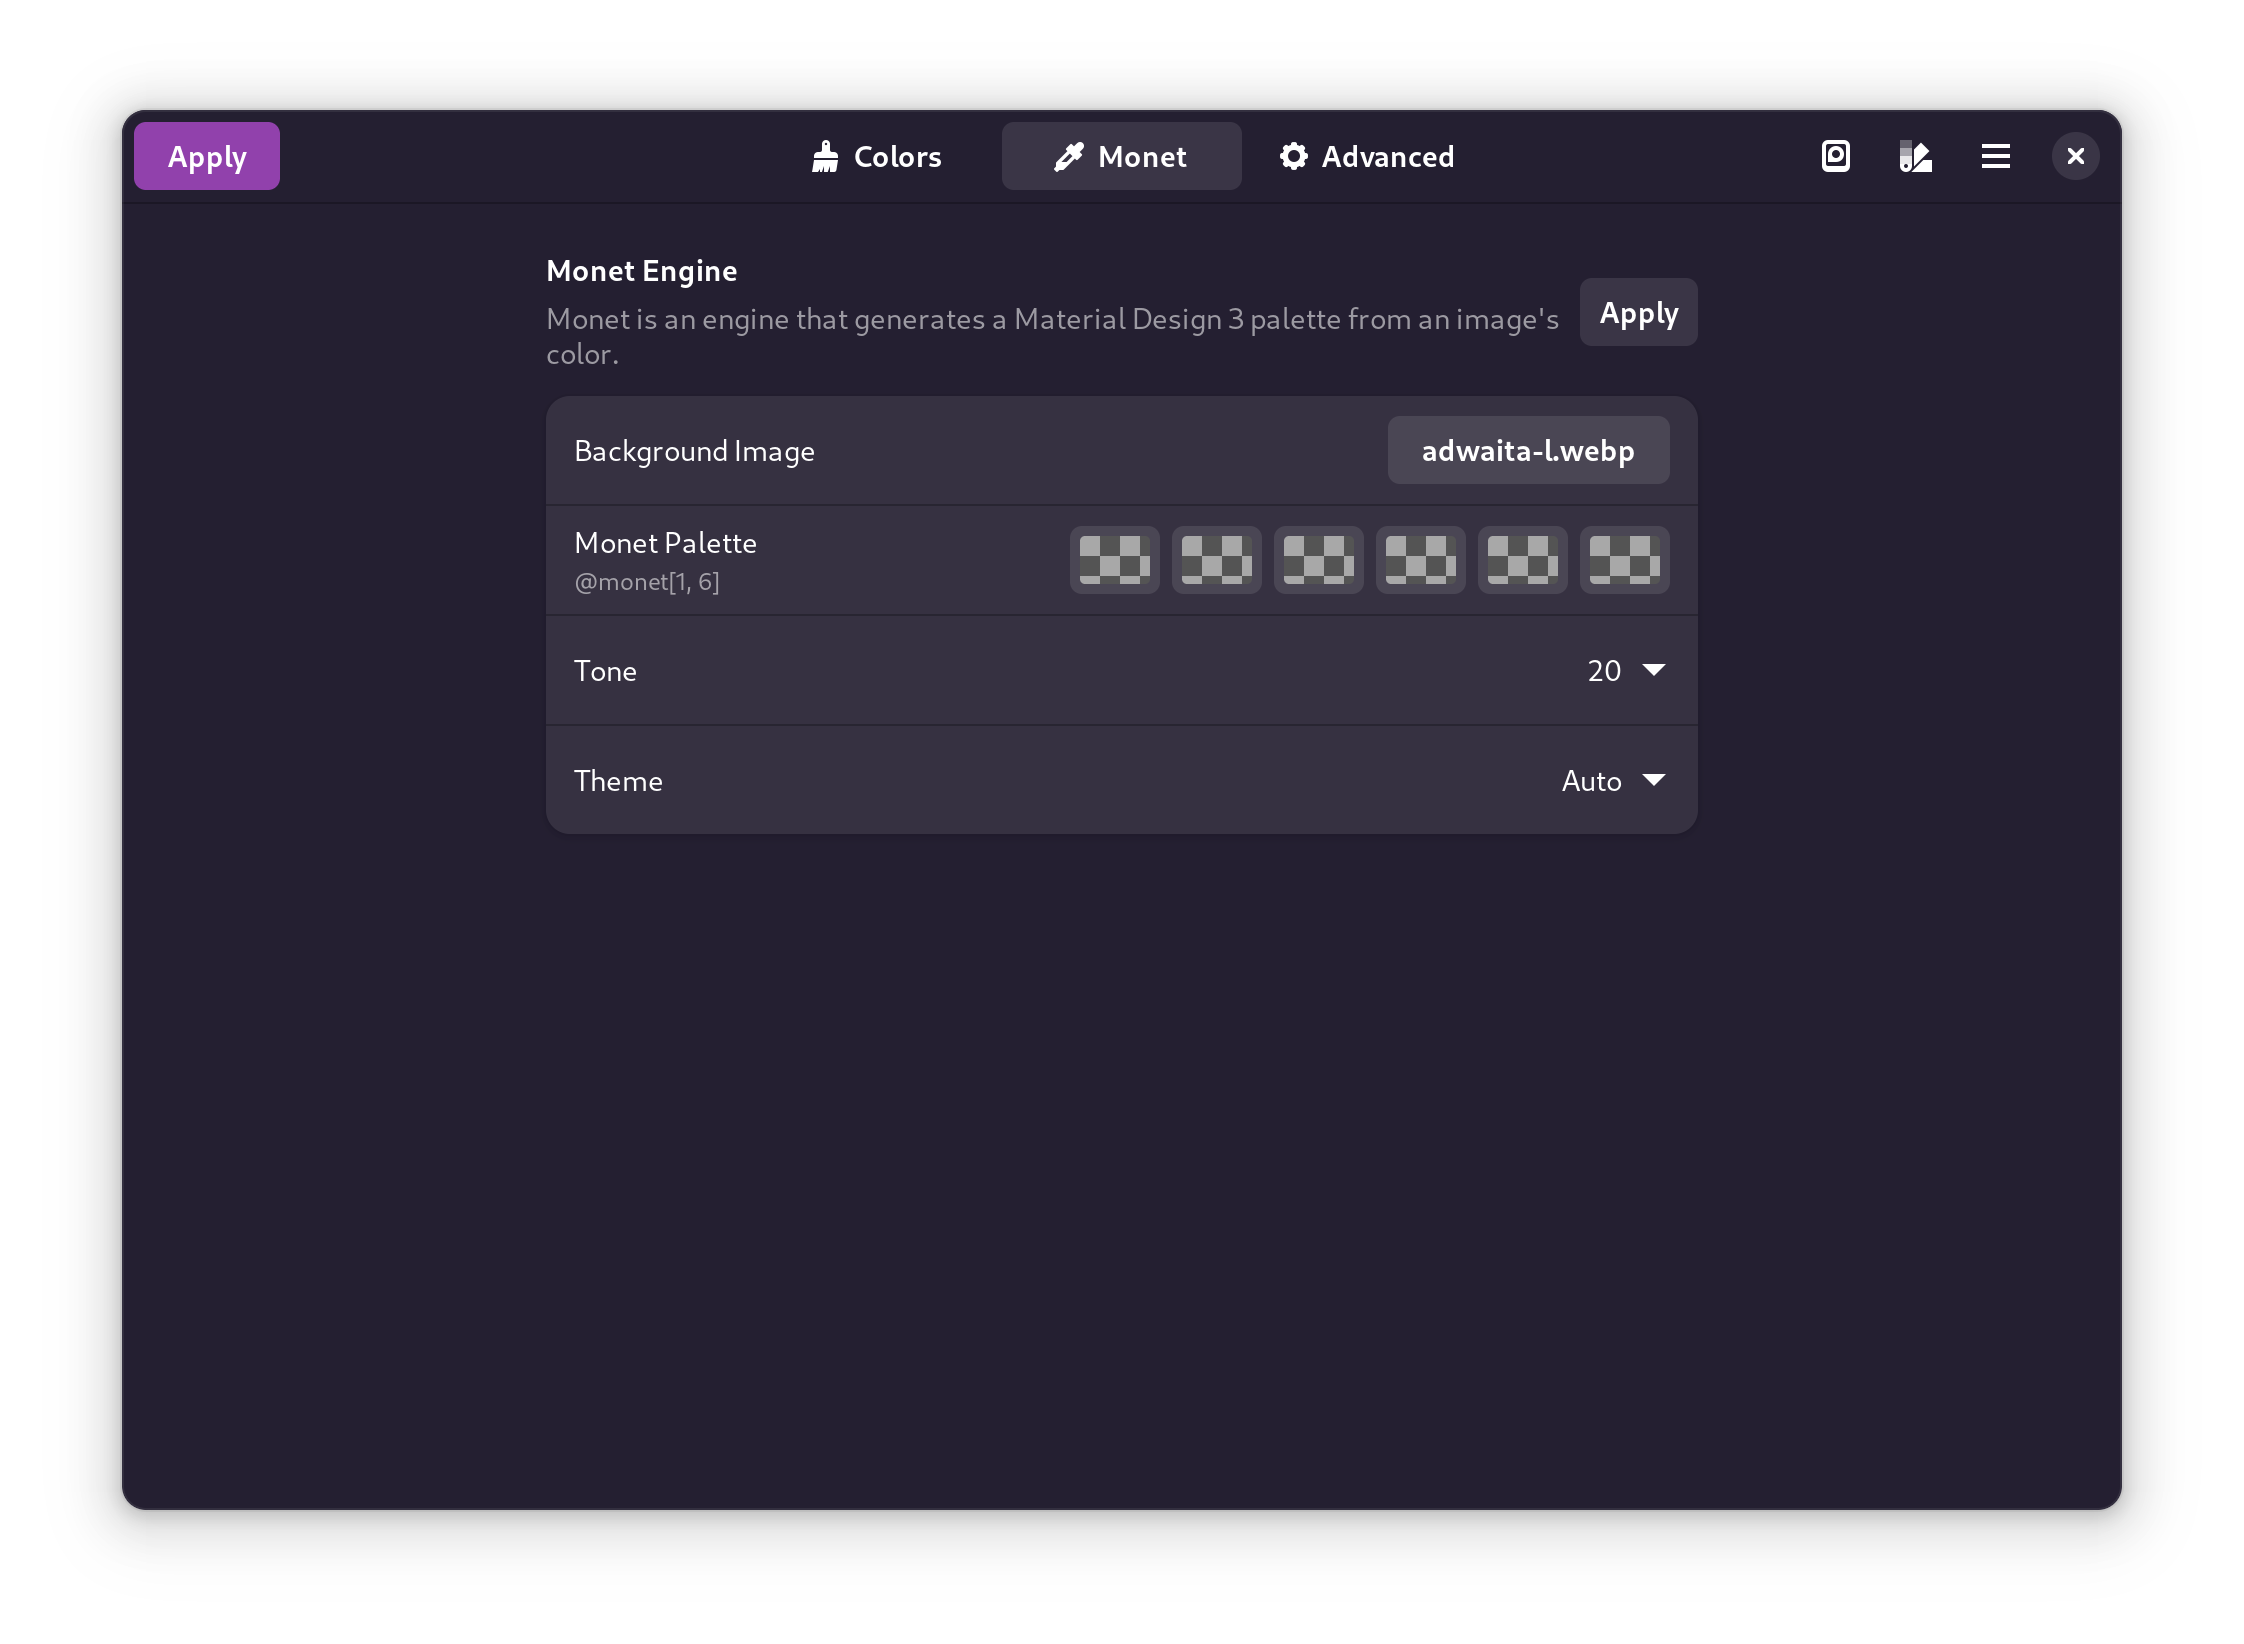 Apply
Colors
Monet
Advanced
Monet Engine
Monet is an engine that generates a Material Design 3 palette from an image's
color.
Apply
Background Image
adwaita-l.webp
Monet Palette
@monet[1, 6]
Tone
20
Theme
Auto